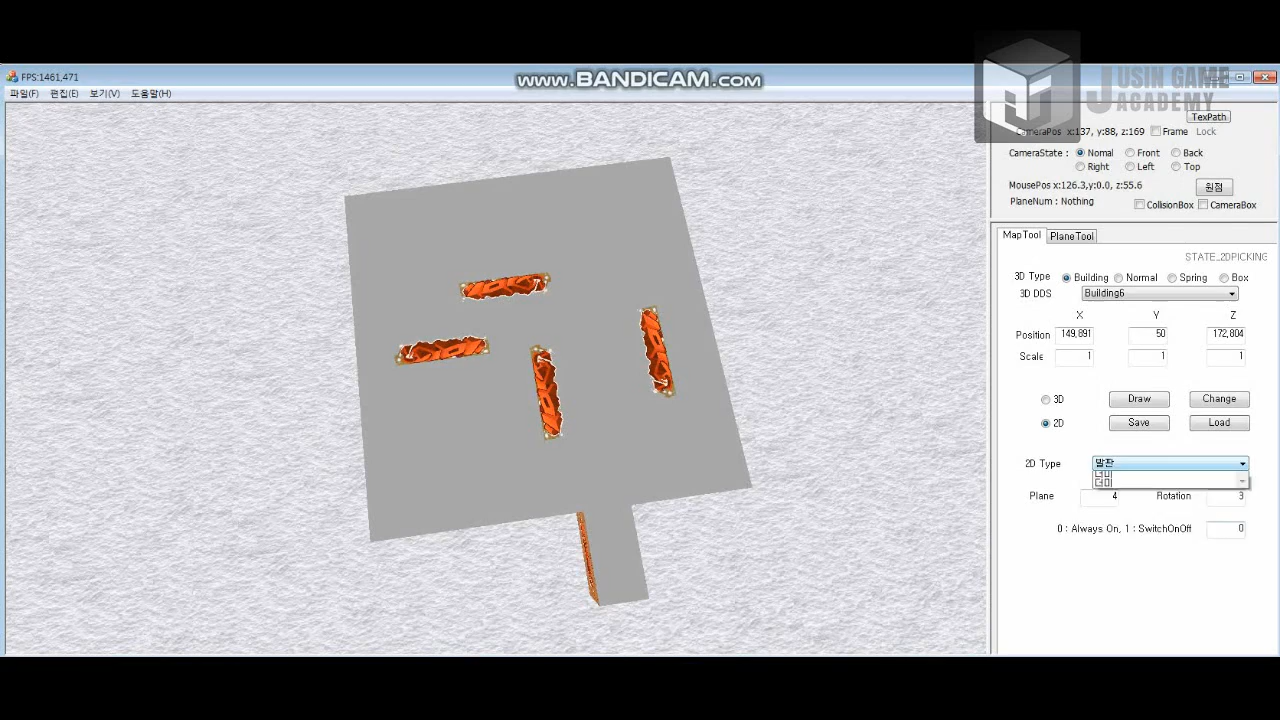 www.BANDICAM.com
JUSIN GAME
ACADEMY
FPS:1461,471
파일(F) 편집(E) 보기(V) 도움말(H)
TexPath
CameraPos x:137, y:88, z:169 Frame Lock
CameraState : Nomal Front Back
Right Left Top
MousePos x:126.3,y:0.0, z:55.6 원점
PlaneNum : Nothing CollisionBox CameraBox
MapTool PlaneTool
STATE_2DPICKING
3D Type Building Normal Spring Box
3D DDS Building6
X Y Z
Position 149,891 50 172,804
Scale 1 1 1
3D Draw Change
2D Save Load
2D Type 발판
Plane 4 Rotation 3
0 : Always On, 1 : SwitchOnOff 0